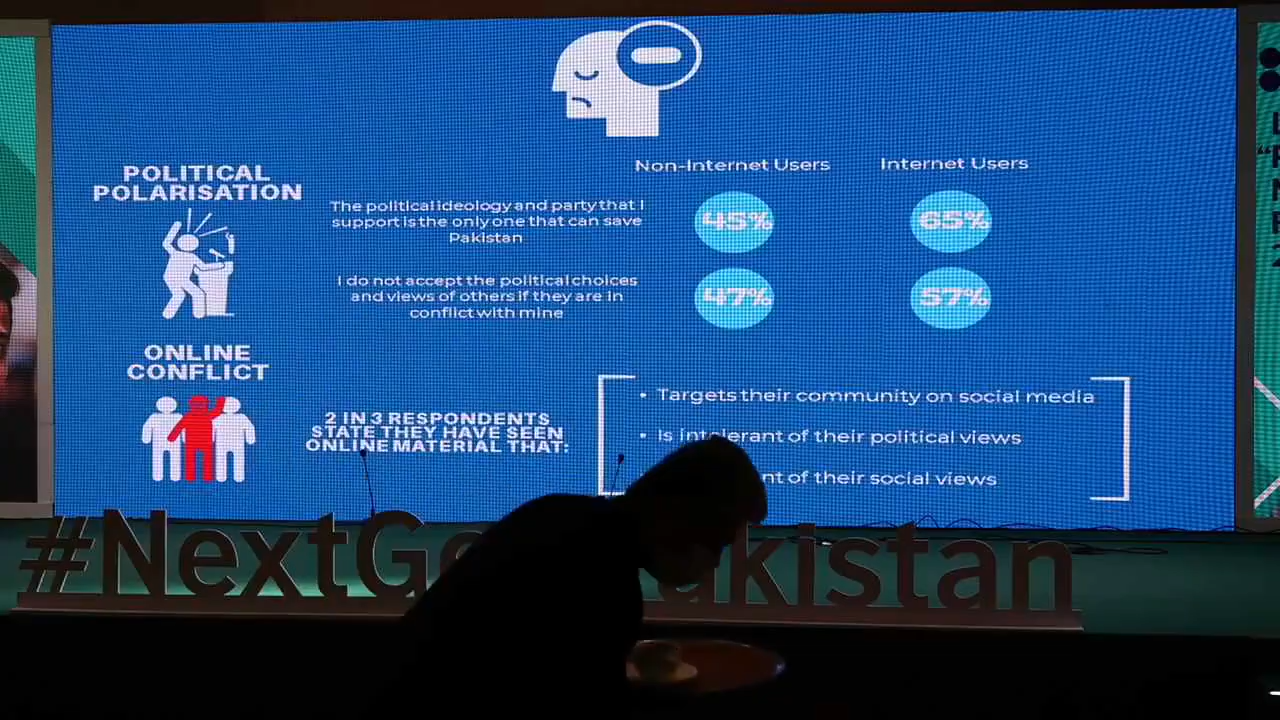 Non-Internet Users
Internet Users
POLITICAL
POLARISATION
The political ideology and party that I
support is the only one that can save
Pakistan
45%
65%
I do not accept the political choices
and views of others if they are in
conflict with mine
47%
57%
ONLINE
CONFLICT
2 IN 3 RESPONDENTS
STATE THEY HAVE SEEN
ONLINE MATERIAL THAT:
• Targets their community on social media
• Is intolerant of their political views
nt of their social views
#NextGe akistan